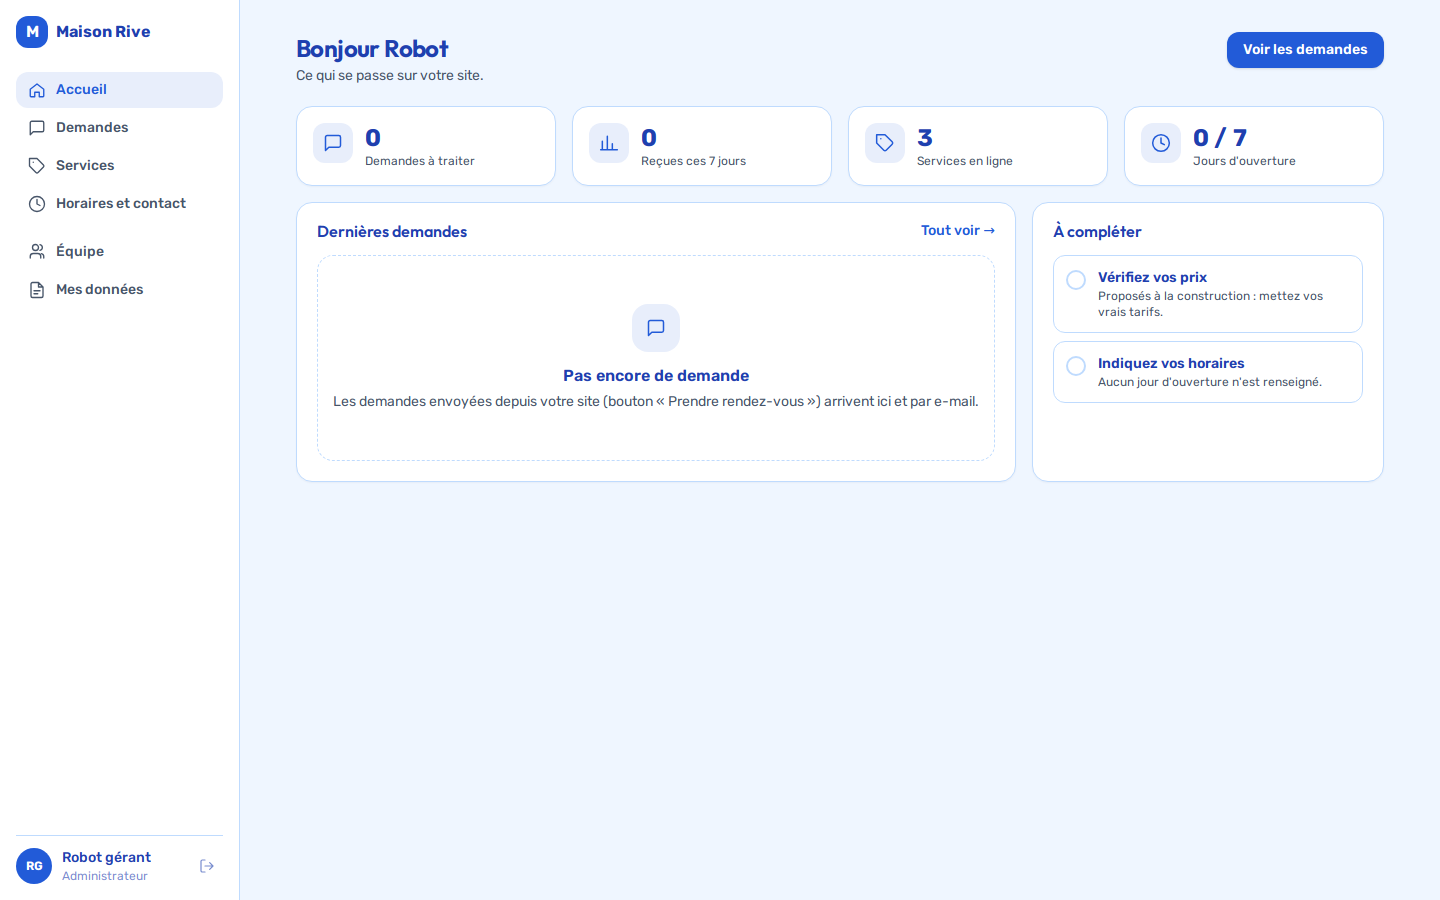 M Maison Rive
Accueil
Demandes
Services
Horaires et contact
Équipe
Mes données
RG
Robot gérant
Administrateur
Bonjour Robot
Ce qui se passe sur votre site.
Voir les demandes
0
Demandes à traiter
0
Reçues ces 7 jours
3
Services en ligne
0 / 7
Jours d'ouverture
Dernières demandes
Tout voir →
Pas encore de demande
Les demandes envoyées depuis votre site (bouton « Prendre rendez-vous ») arrivent ici et par e-mail.
À compléter
Vérifiez vos prix
Proposés à la construction : mettez vos
vrais tarifs.
Indiquez vos horaires
Aucun jour d'ouverture n'est renseigné.